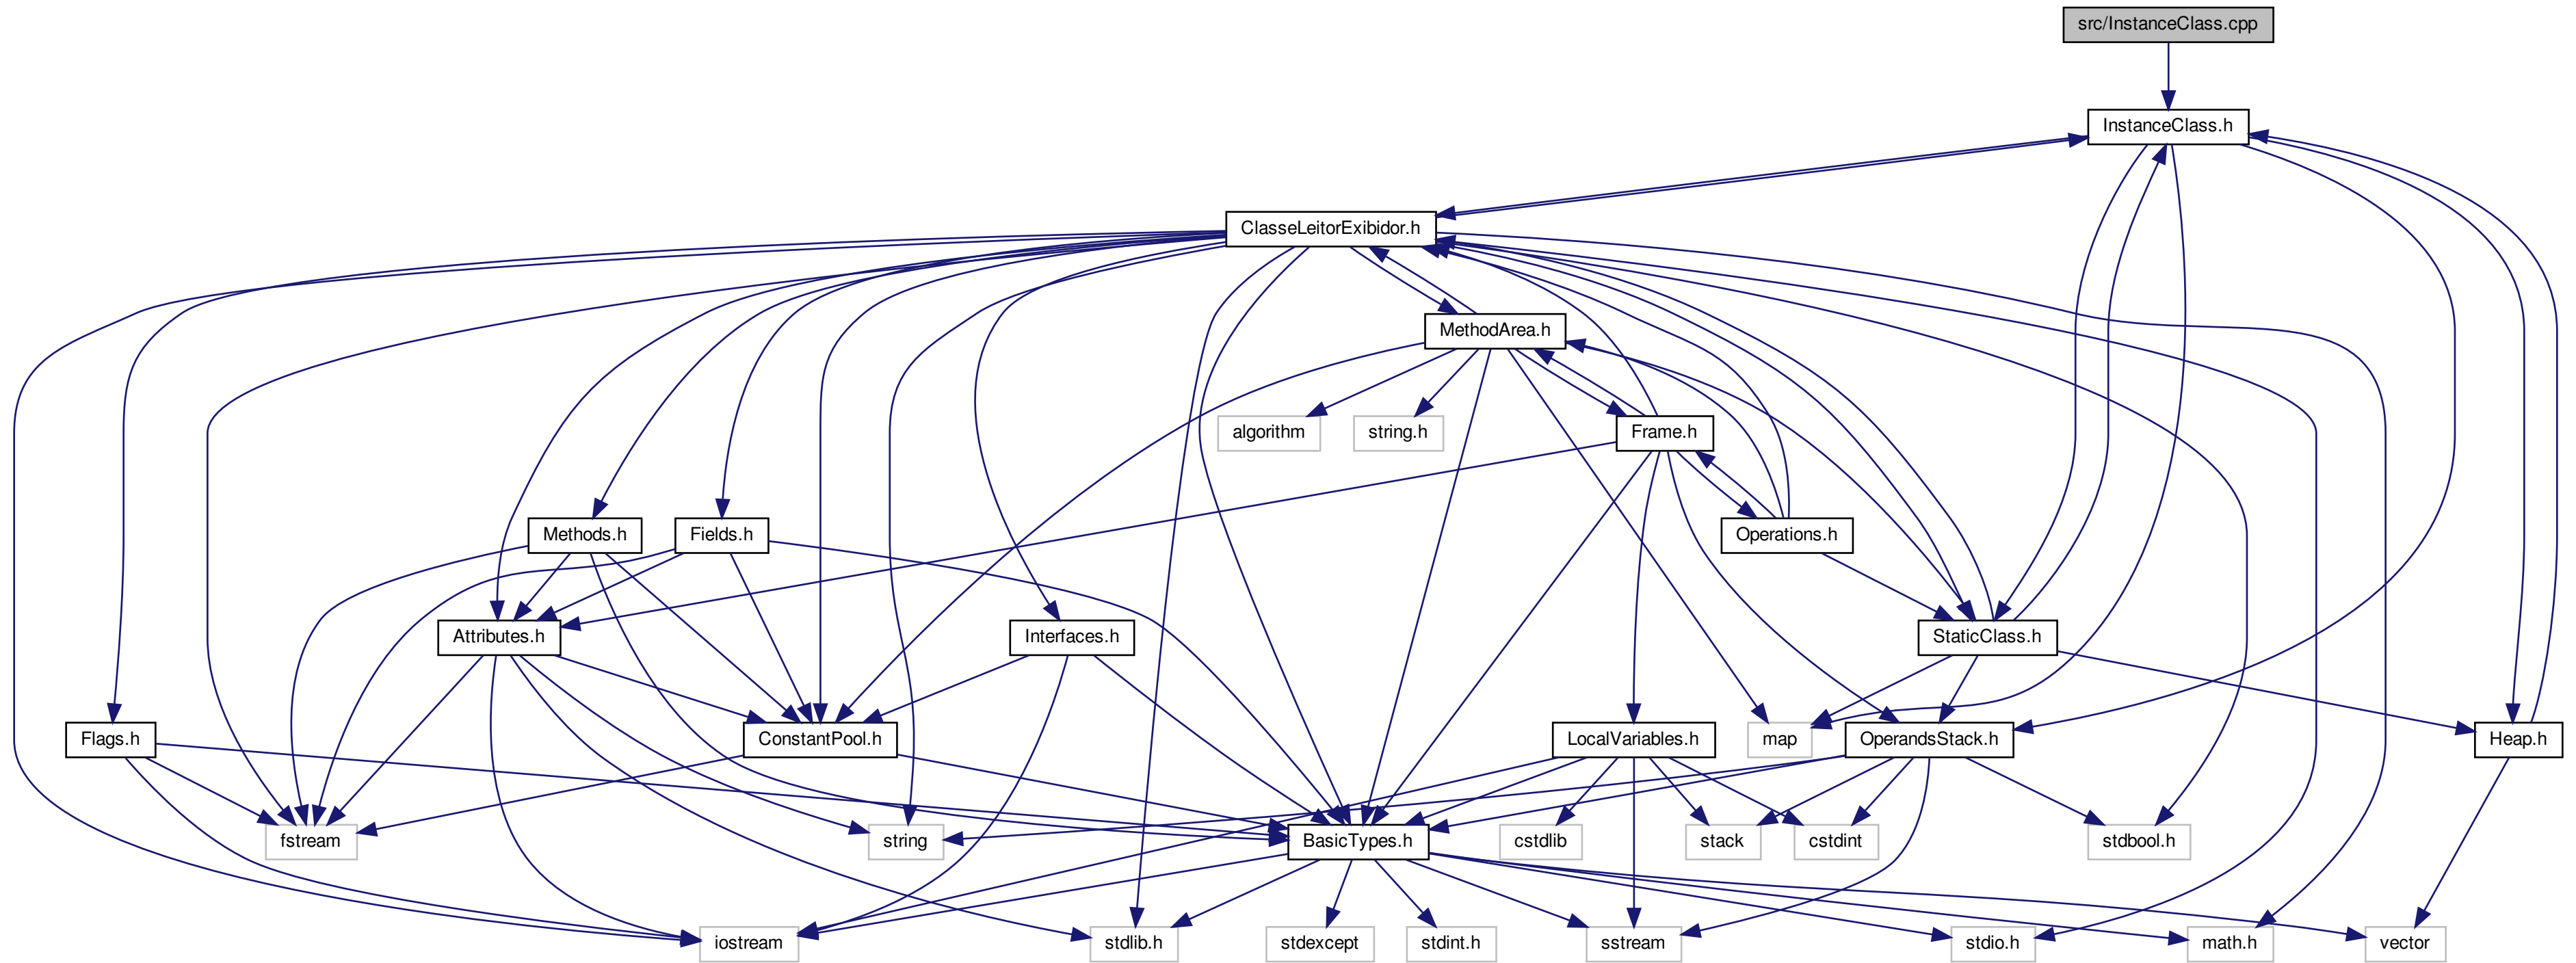 src/InstanceClass.cpp
InstanceClass.h
ClasseLeitorExibidor.h
MethodArea.h
algorithm
string.h
Frame.h
Methods.h
Fields.h
Operations.h
Attributes.h
Interfaces.h
StaticClass.h
Flags.h
ConstantPool.h
LocalVariables.h
map
OperandsStack.h
Heap.h
fstream
string
BasicTypes.h
cstdlib
stack
cstdint
stdbool.h
iostream
stdlib.h
stdexcept
stdint.h
sstream
stdio.h
math.h
vector